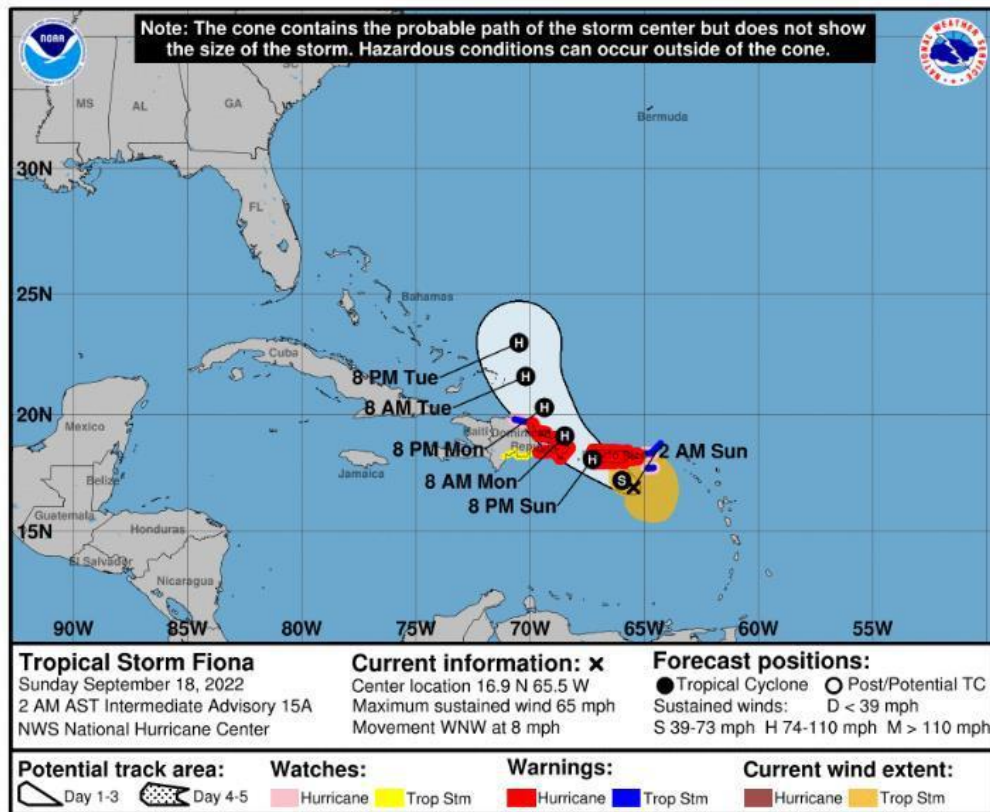 Note: The cone contains the probable path of the storm center but does not show
the size of the storm. Hazardous conditions can occur outside of the cone.
NOAA
NATIONAL WEATHER SERVICE
MS
AL
GA
SC
Bermuda
30N
FL
25N
Bahamas
Cuba
8 PM Tue
8 AM Tue
20N
Mexico
Haiti
Dominican
8 PM Mon
2 AM Sun
Jamaica
8 AM Mon
Belize
8 PM Sun
H
H
H
H
H
S
Guatemala
15N
Honduras
El Salvador
Nicaragua
90W 85W 80W 75W 70W 65W 60W 55W
Tropical Storm Fiona
Sunday September 18, 2022
2 AM AST Intermediate Advisory 15A
NWS National Hurricane Center
Current information: x
Center location 16.9 N 65.5 W
Maximum sustained wind 65 mph
Movement WNW at 8 mph
Forecast positions:
Tropical Cyclone Post/Potential TC
Sustained winds: D < 39 mph
S 39-73 mph H 74-110 mph M > 110 mph
Potential track area:
Day 1-3 Day 4-5
Watches:
Hurricane Trop Stm
Warnings:
Hurricane Trop Stm
Current wind extent:
Hurricane Trop Stm